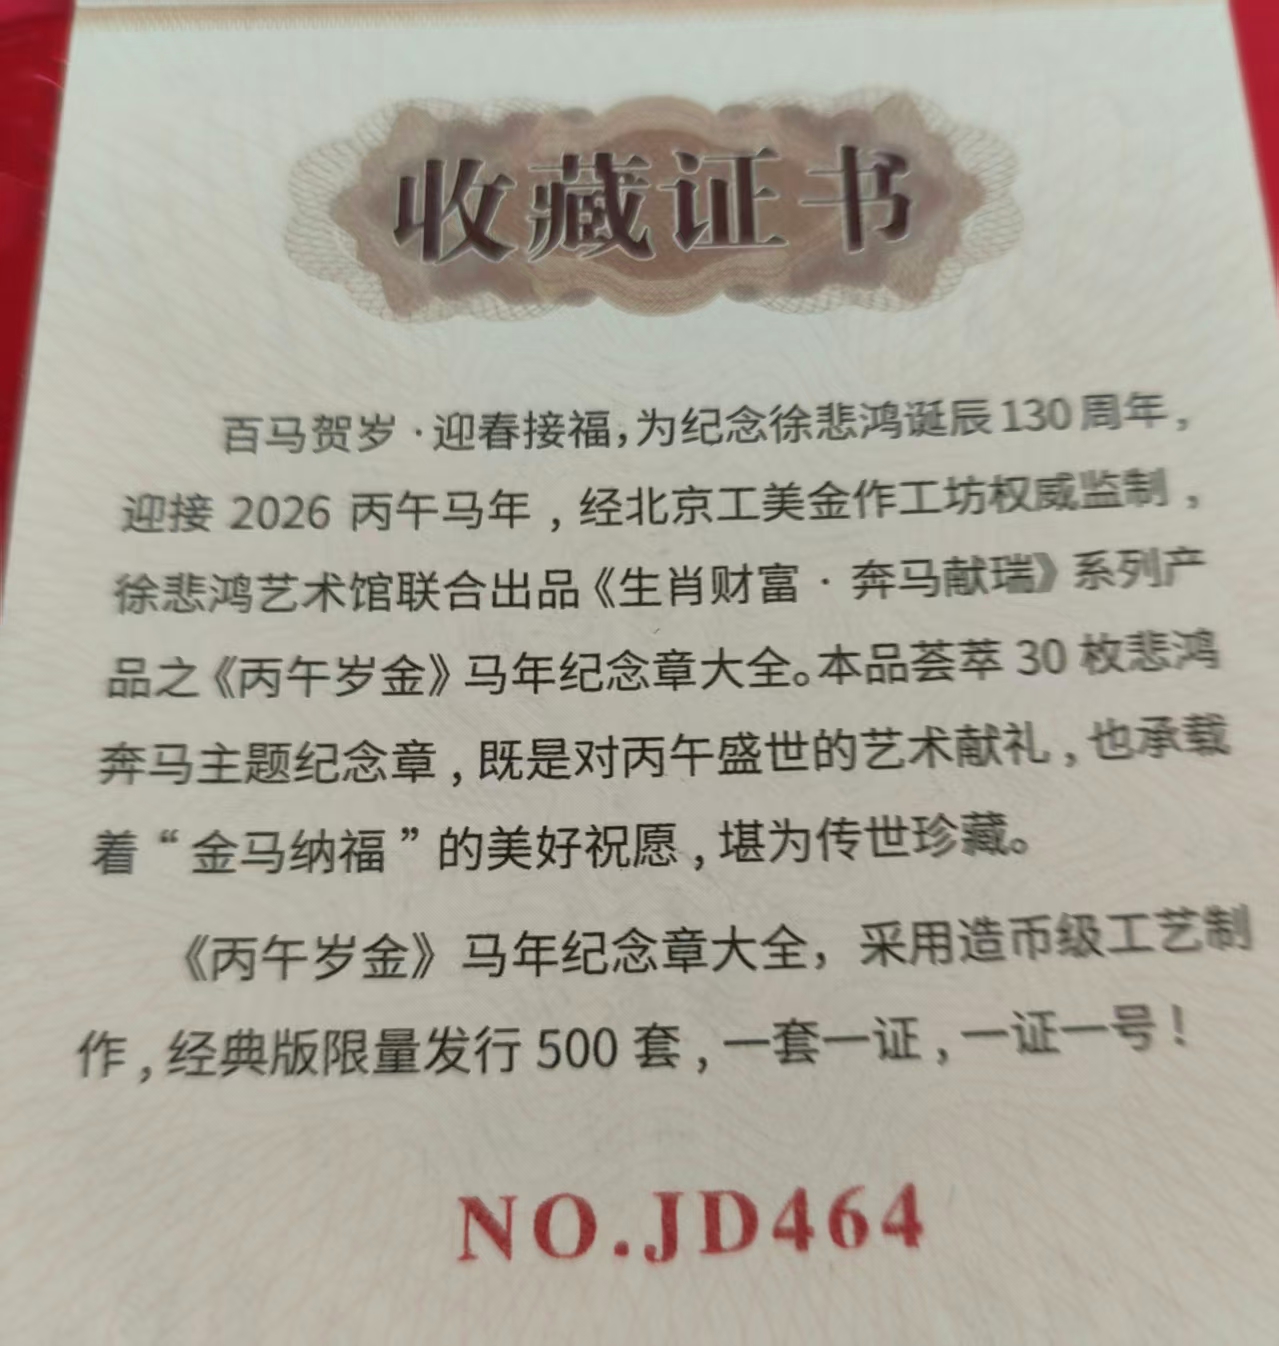 收藏证书
百马贺岁·迎春接福,为纪念徐悲鸿诞辰130周年,
迎接 2026 丙午马年,经北京工美金作工坊权威监制,
徐悲鸿艺术馆联合出品《生肖财富·奔马献瑞》系列产
品之《丙午岁金》马年纪念章大全。本品荟萃 30 枚悲鸿
奔马主题纪念章,既是对丙午盛世的艺术献礼,也承载
着“金马纳福”的美好祝愿,堪为传世珍藏。
《丙午岁金》马年纪念章大全，采用造币级工艺制
作,经典版限量发行 500 套,一套一证,一证一号!
NO.JD464